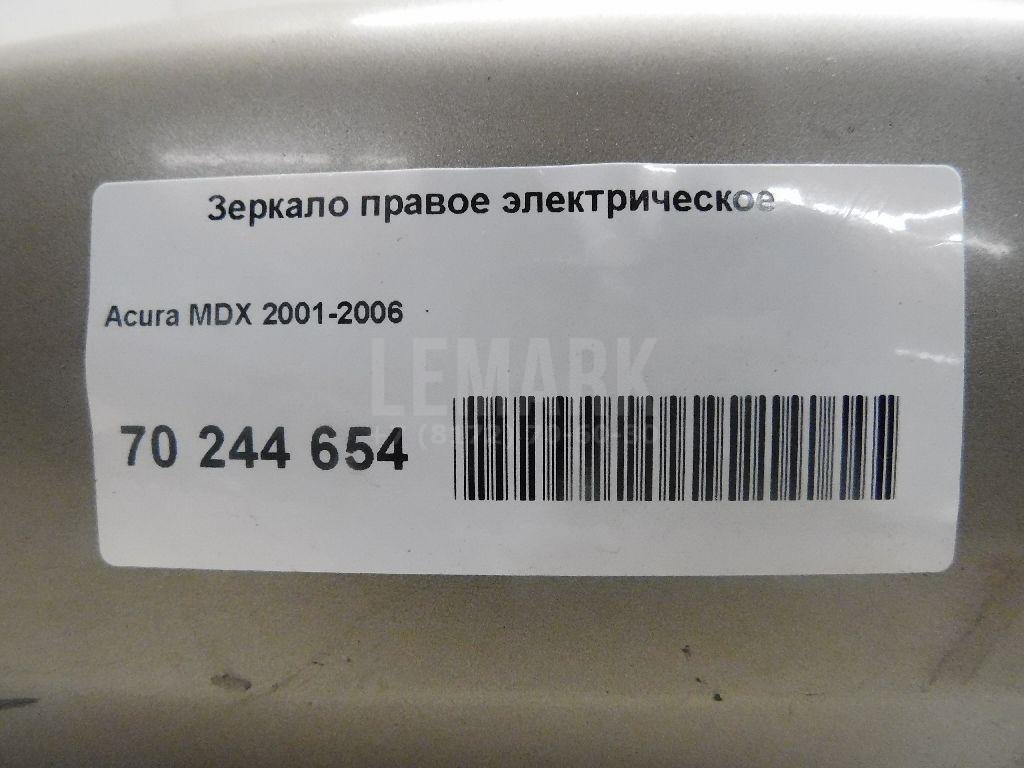 Зеркало правое электрическое
Acura MDX 2001-2006
LEMARK
70 244 654